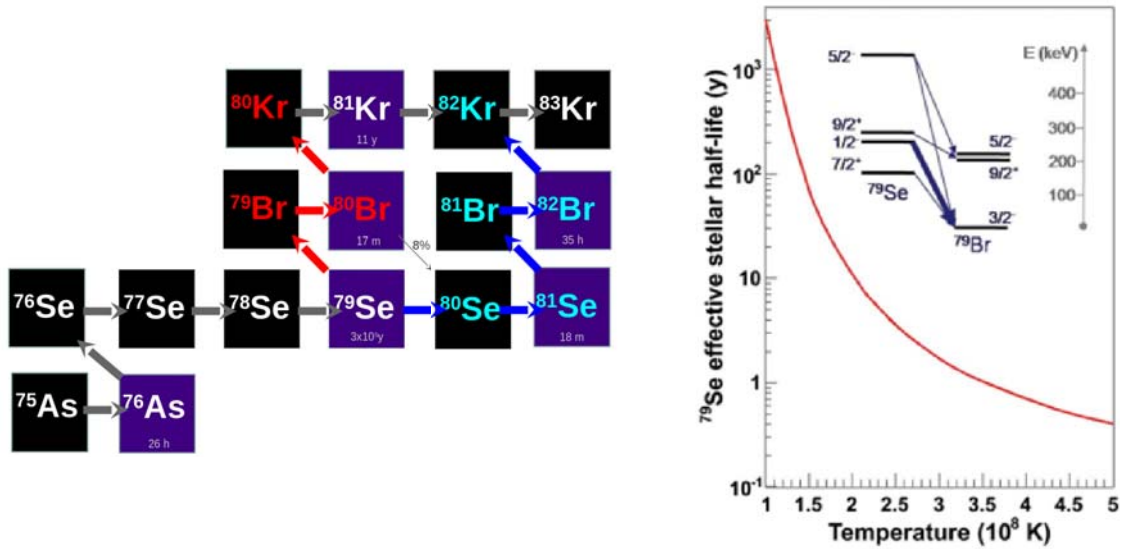 ⁸⁰Kr
⁸¹Kr
11 y
⁸²Kr
⁸³Kr
⁷⁹Br
⁸⁰Br
17 m
8%
⁸¹Br
⁸²Br
35 h
⁷⁶Se
⁷⁷Se
⁷⁸Se
⁷⁹Se
⁸⁰Se
⁸¹Se
18 m
⁷⁵As
⁷⁶As
26 h
⁷⁹Se effective stellar half-life (y)
10³
10²
10
1
10⁻¹
5/2⁻
9/2⁺
1/2⁻
7/2⁺
⁷⁹Se
5/2⁻
9/2⁺
3/2⁻
⁷⁹Br
E (keV)
400
300
200
100
1 1.5 2 2.5 3 3.5 4 4.5 5
Temperature (10⁸ K)